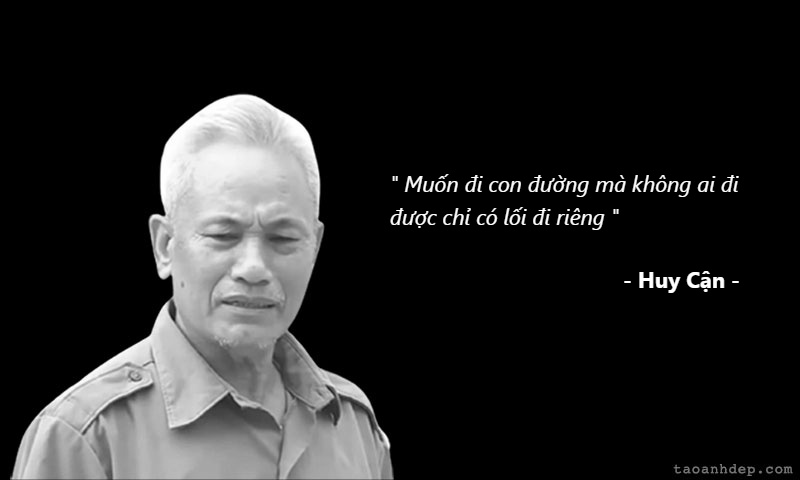 " Muốn đi con đường mà không ai đi
được chỉ có lối đi riêng "
- Huy Cận -
taoanhdep.com